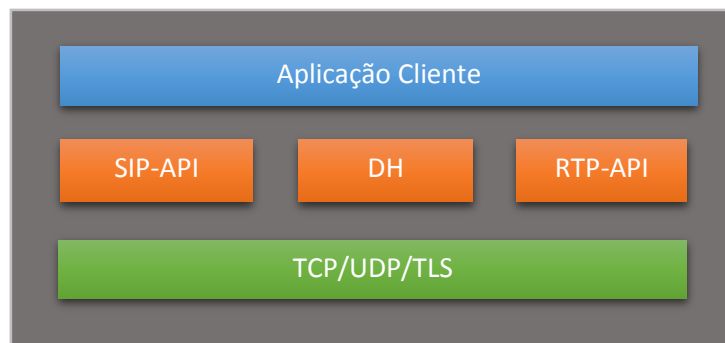 Aplicação Cliente
SIP-API
DH
RTP-API
TCP/UDP/TLS